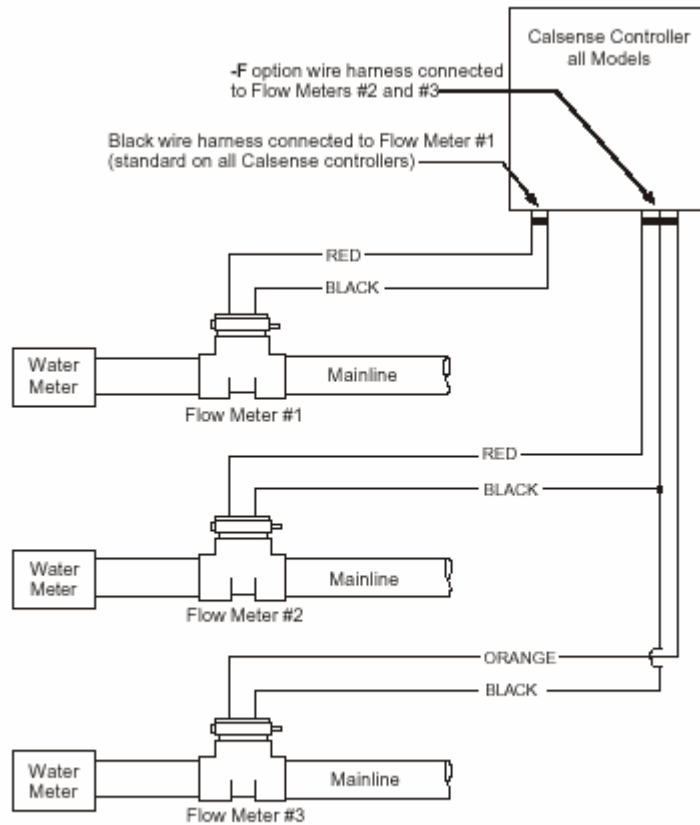 Calsense Controller
all Models
-F option wire harness connected
to Flow Meters #2 and #3
Black wire harness connected to Flow Meter #1
(standard on all Calsense controllers)
RED
BLACK
Water
Meter
Mainline
Flow Meter #1
RED
BLACK
Water
Meter
Mainline
Flow Meter #2
ORANGE
BLACK
Water
Meter
Mainline
Flow Meter #3